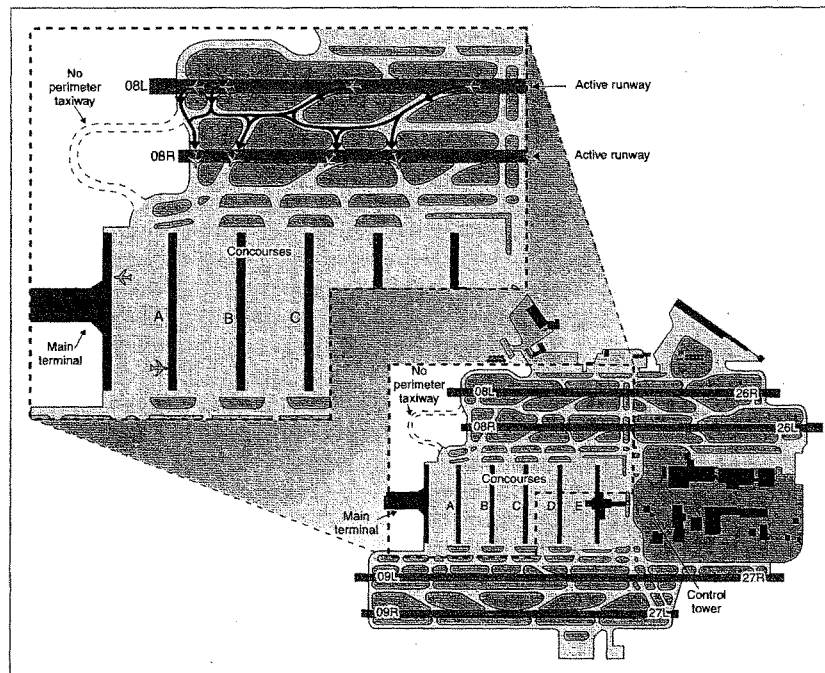 No
perimeter
taxiway
08L
Active runway
08R
Active runway
Concourses
A
B
C
Main
terminal
No
perimeter
taxiway
08L
26R
08R
26L
Concourses
A
B
C
D
E
Main
terminal
09L
27R
Control
tower
09R
27L